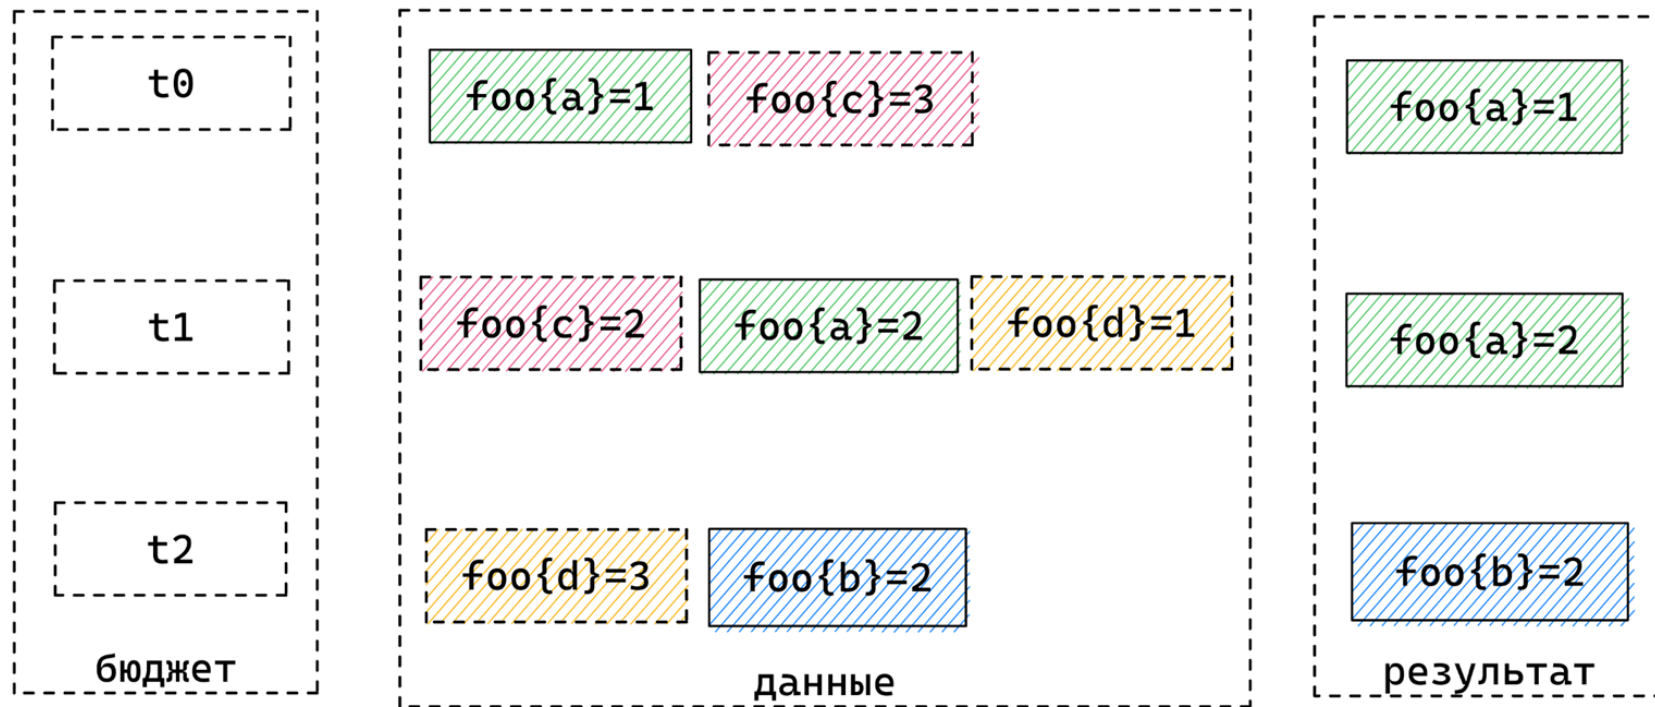 t0
foo{a}=1
foo{c}=3
foo{a}=1
t1
foo{c}=2
foo{a}=2
foo{d}=1
foo{a}=2
t2
foo{d}=3
foo{b}=2
foo{b}=2
бюджет
данные
результат